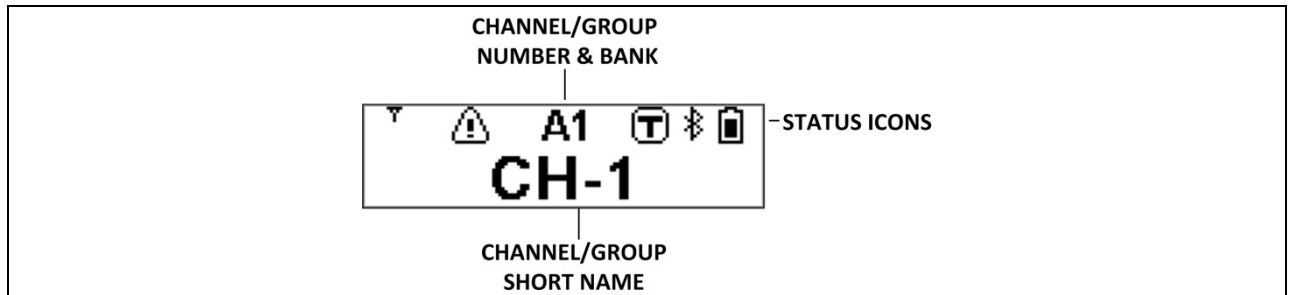 CHANNEL/GROUP
NUMBER & BANK
A1 T
STATUS ICONS
CH-1
CHANNEL/GROUP
SHORT NAME